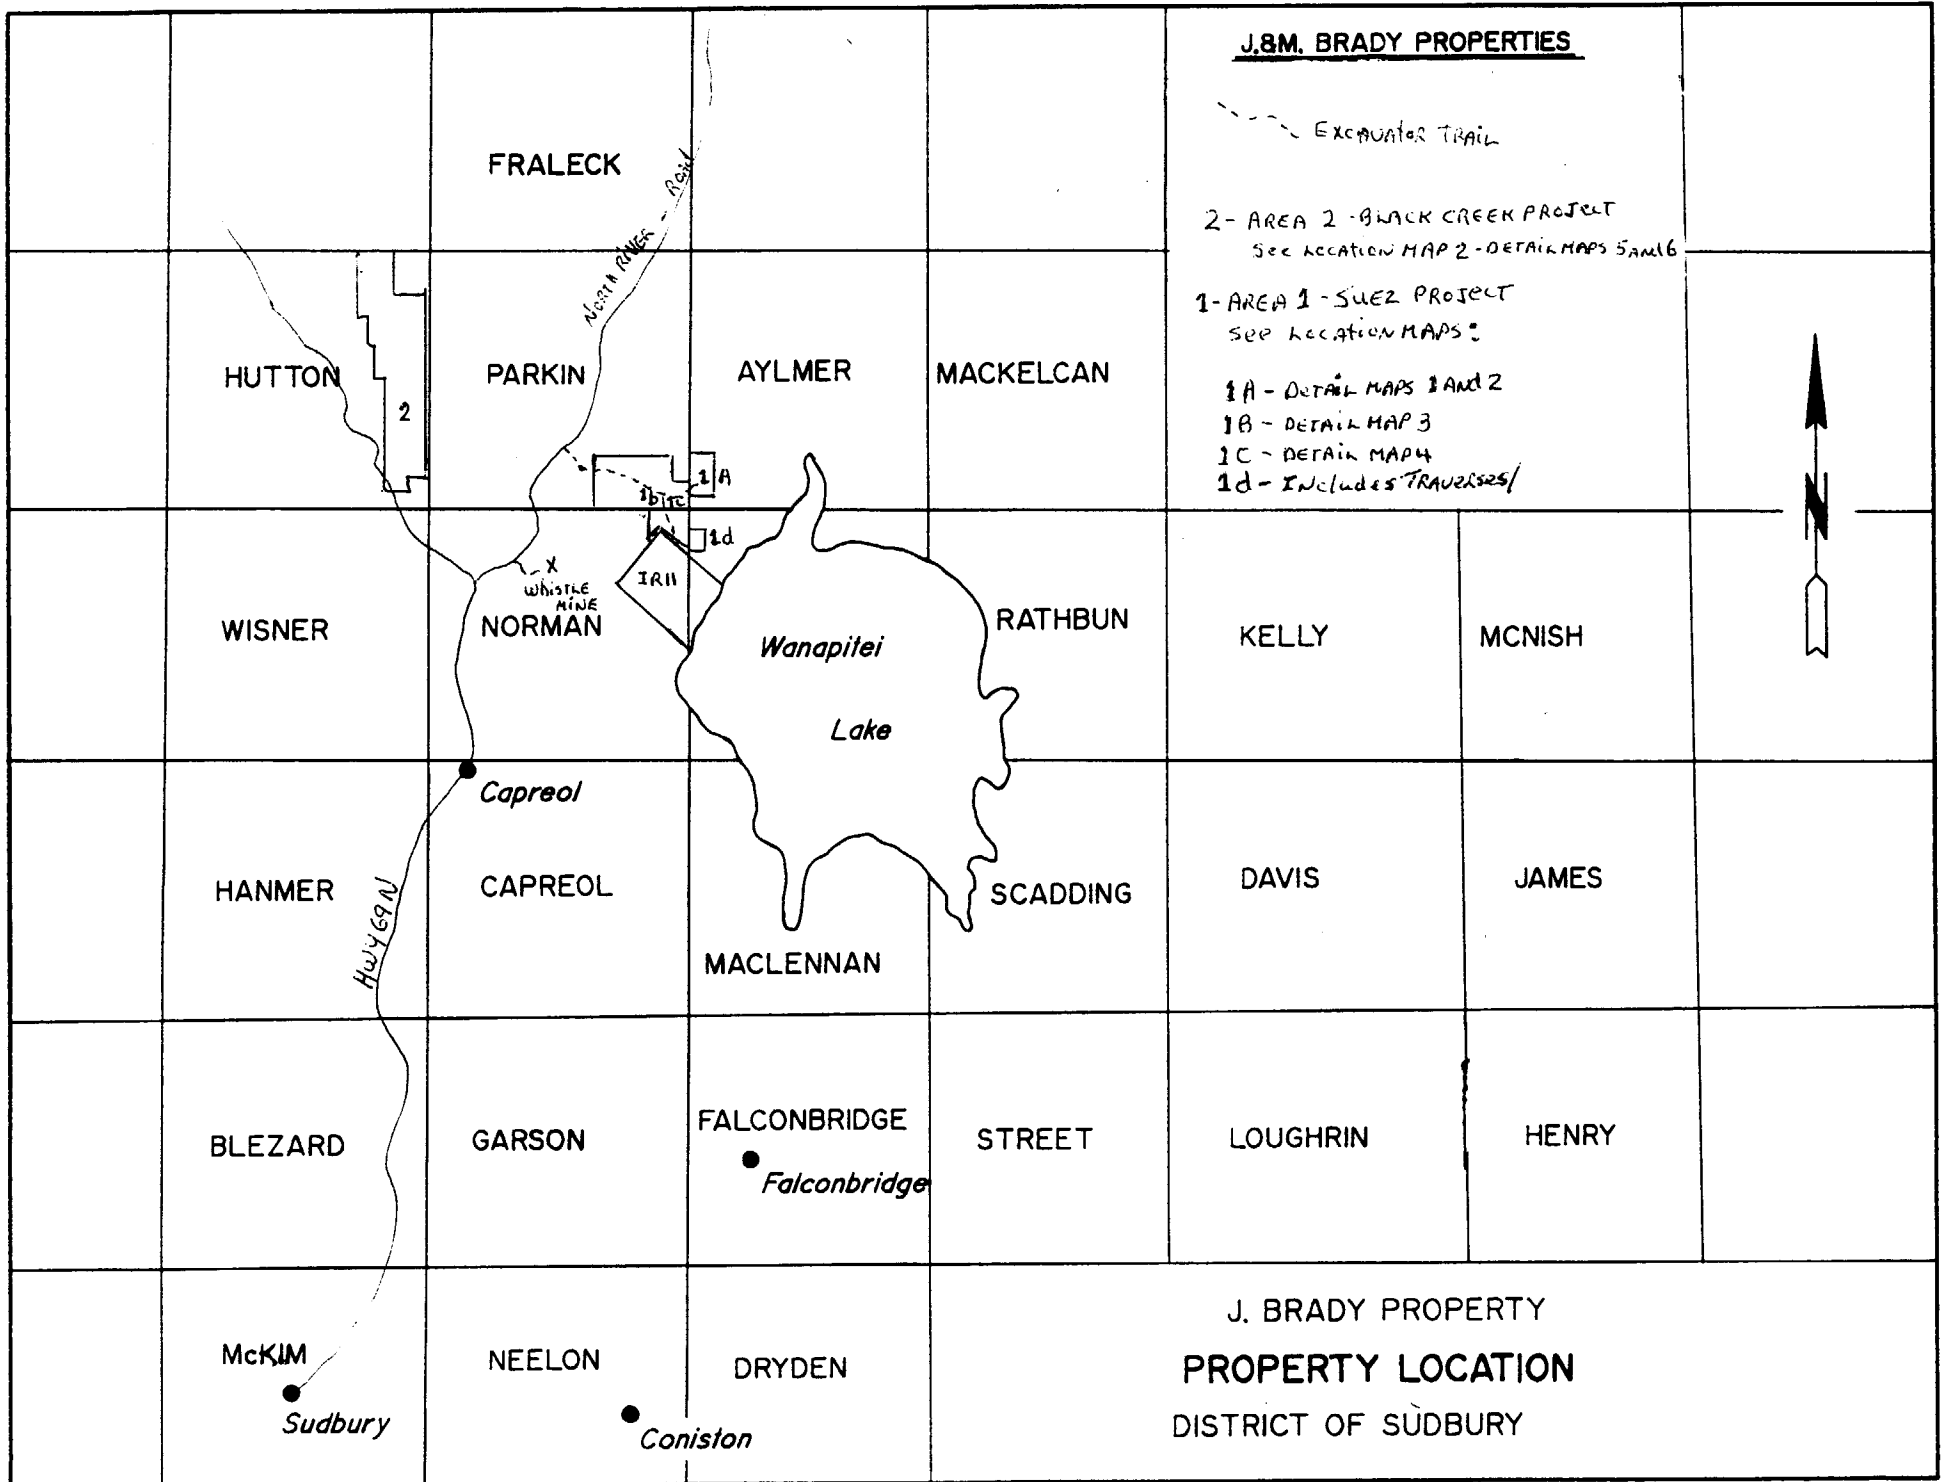 J.&M. BRADY PROPERTIES
EXCAVATOR TRAIL
2- AREA 2 - BLACK CREEK PROJECT
See LOCATION MAP 2 - DETAIL MAPS 5 AND 6
1- AREA 1 - SUEZ PROJECT
See LOCATION MAPS:
1A - DETAIL MAPS 1 AND 2
1B - DETAIL MAP 3
1C - DETAIL MAP 4
1d - Includes TRAVERSES/
FRALECK
NORTH RIVER Road
HUTTON
PARKIN
AYLMER
MACKELCAN
2
1A
1b
1c
1d
N
X
WhiSTLE
MINE
IR11
WISNER
NORMAN
RATHBUN
KELLY
MCNISH
Wanapitei
Lake
Capreol
HANMER
CAPREOL
HWY 69 N
SCADDING
DAVIS
JAMES
MACLENNAN
BLEZARD
GARSON
FALCONBRIDGE
Falconbridge
STREET
LOUGHRIN
HENRY
McKIM
Sudbury
NEELON
Coniston
DRYDEN
J. BRADY PROPERTY
PROPERTY LOCATION
DISTRICT OF SUDBURY